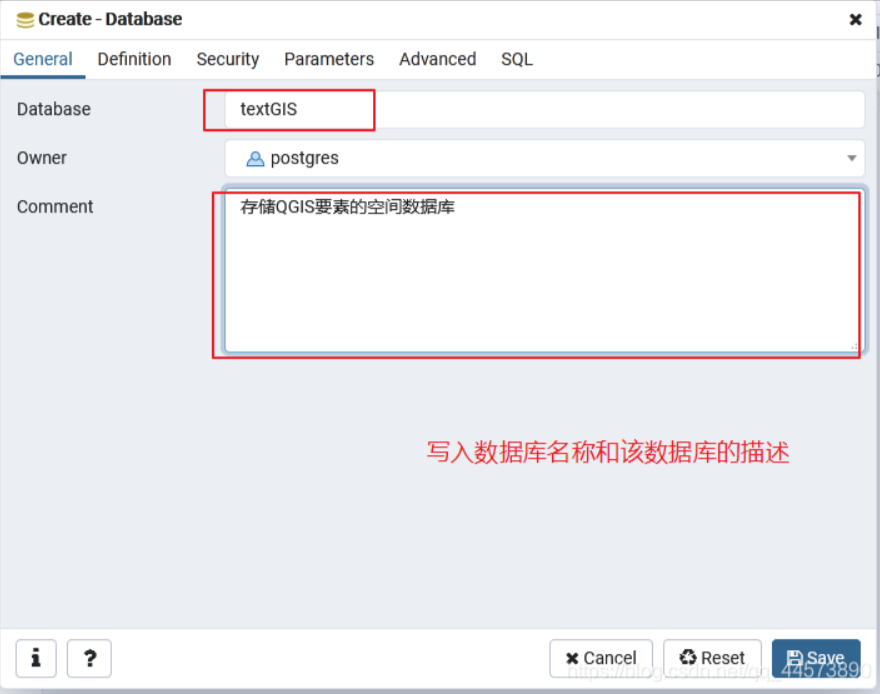 Create - Database
General Definition Security Parameters Advanced SQL
Database textGIS
Owner postgres
Comment 存储QGIS要素的空间数据库
写入数据库名称和该数据库的描述
i ? Cancel Reset Save
https://blog.csdn.net/qq_44573890